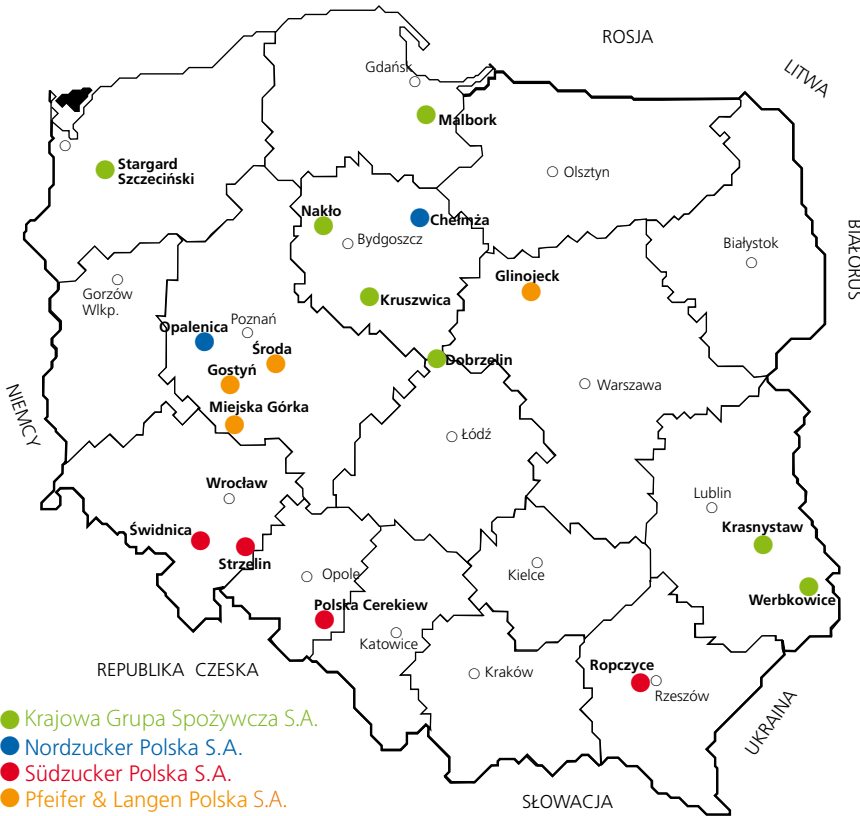 ROSJA
LITWA
Gdańsk
Malbork
Stargard
Szczeciński
Olsztyn
Nakło
Chełmża
Bydgoszcz
BIAŁORUŚ
Białystok
Glinojeck
Gorzów
Wlkp.
Kruszwica
Opalenica
Poznań
Środa
Dobrzelin
Gostyń
Warszawa
NIEMCY
Miejska Górka
Łódź
Wrocław
Lublin
Krasnystaw
Świdnica
Strzelin
Opole
Kielce
Werbkowice
Polska Cerekiew
Katowice
REPUBLIKA CZESKA
Kraków
Ropczyce
Rzeszów
UKRAINA
Krajowa Grupa Spożywcza S.A.
Nordzucker Polska S.A.
Südzucker Polska S.A.
Pfeifer & Langen Polska S.A.
SŁOWACJA